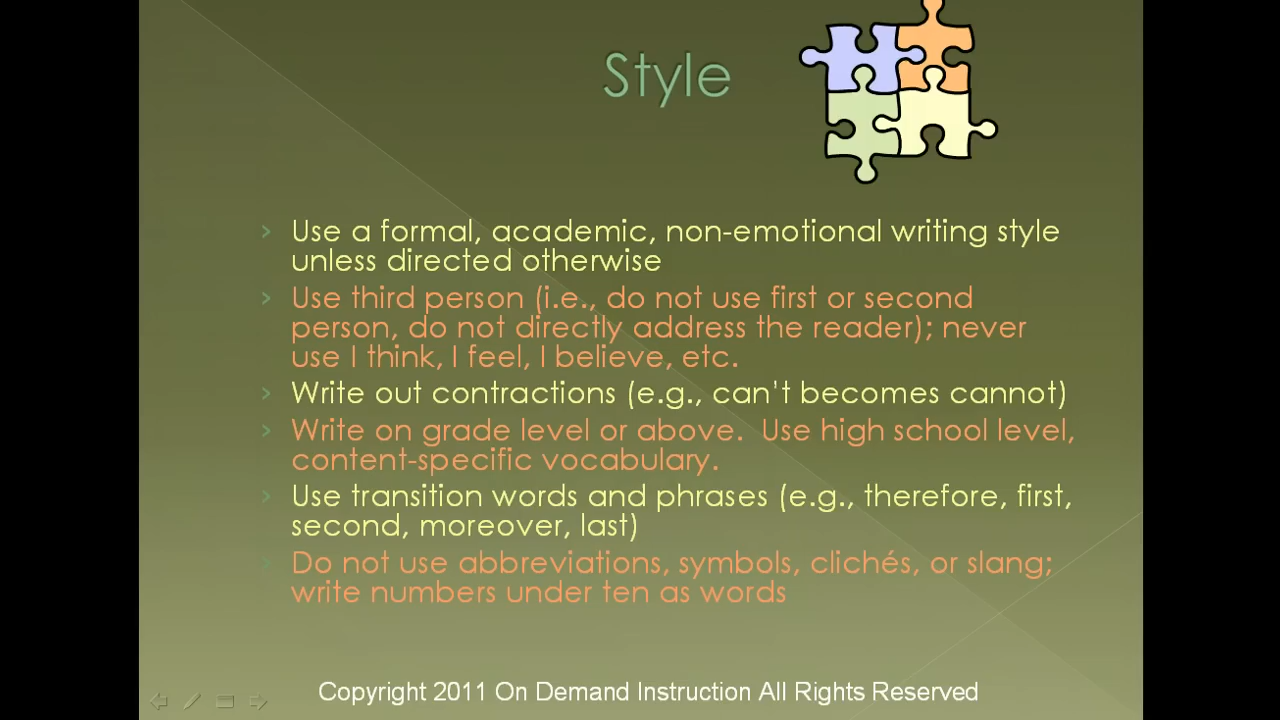 Style
Use a formal, academic, non-emotional writing style
unless directed otherwise
Use third person (i.e., do not use first or second
person, do not directly address the reader); never
use I think, I feel, I believe, etc.
Write out contractions (e.g., can't becomes cannot)
Write on grade level or above.  Use high school level,
content-specific vocabulary.
Use transition words and phrases (e.g., therefore, first,
second, moreover, last)
Do not use abbreviations, symbols, clichés, or slang;
write numbers under ten as words
Copyright 2011 On Demand Instruction All Rights Reserved